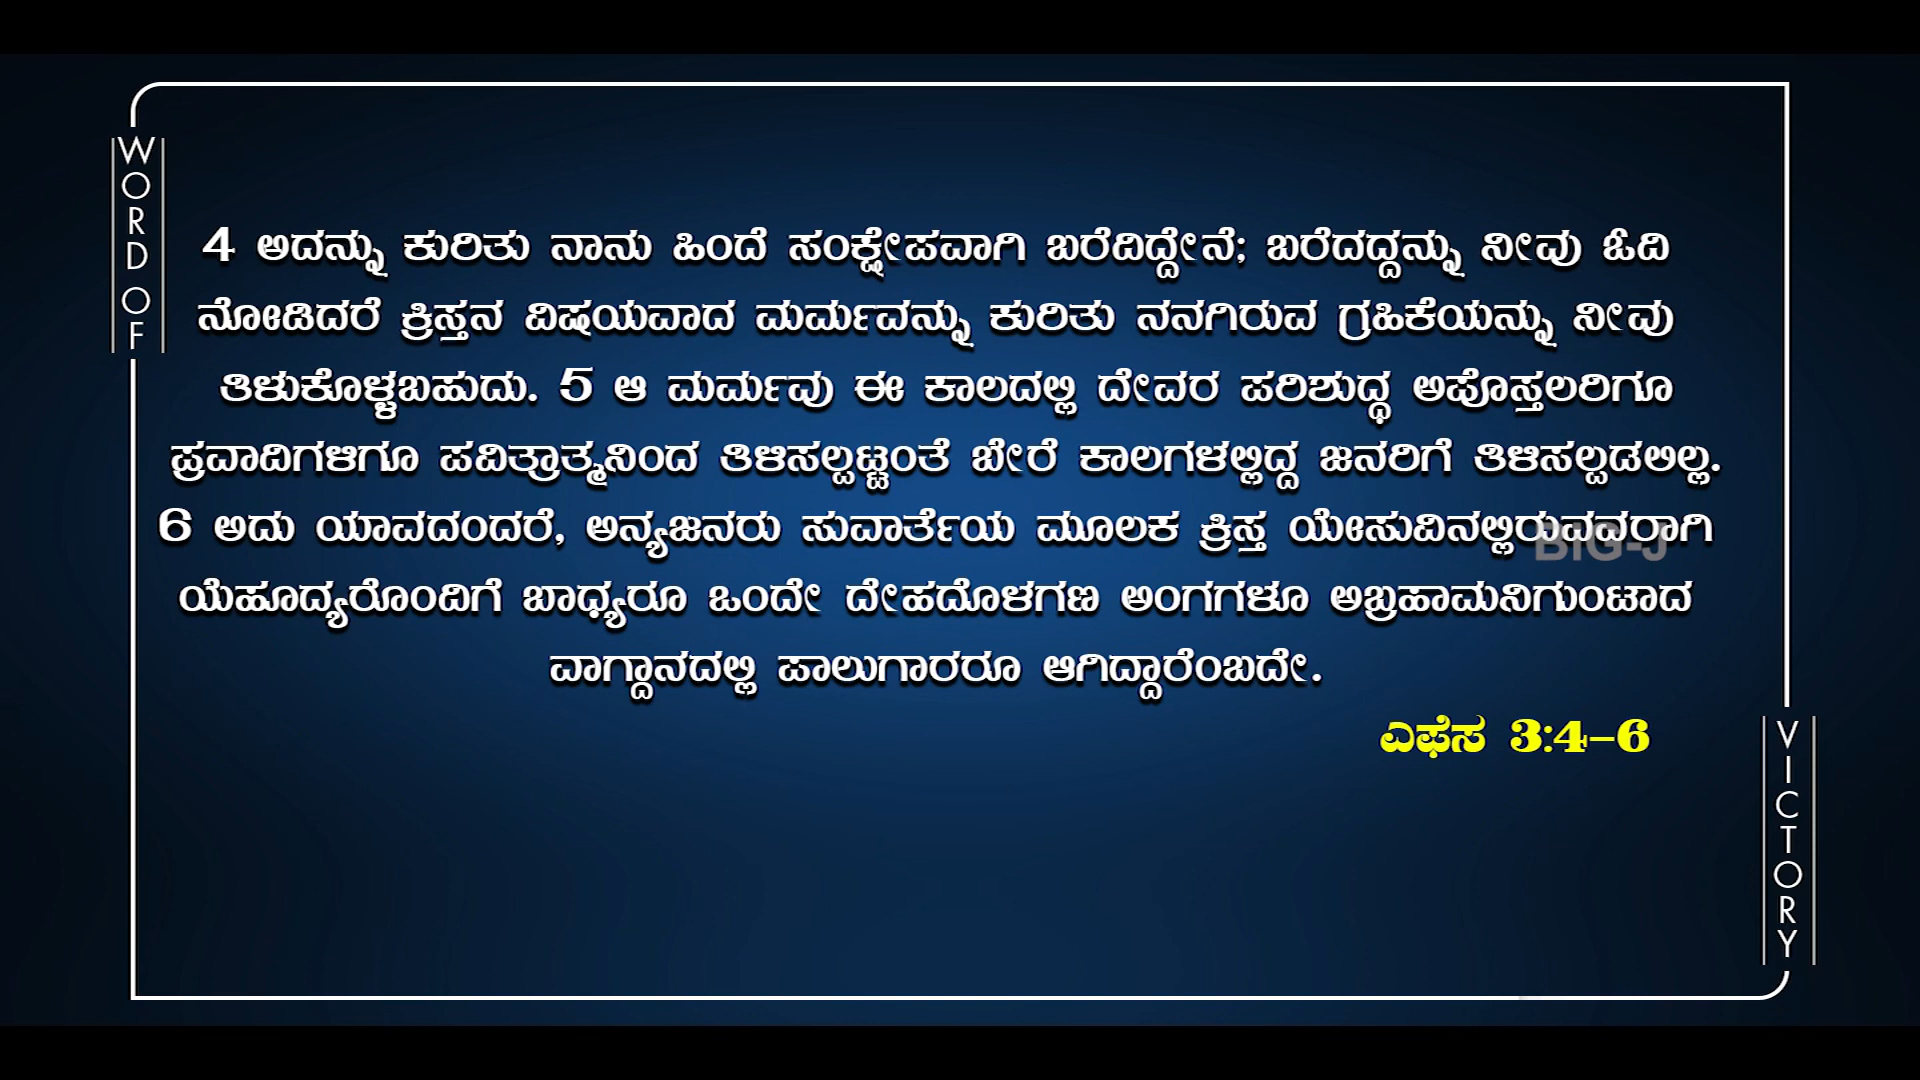 WORD OF
4 ಅದನ್ನು ಕುರಿತು ನಾನು ಹಿಂದೆ ಸಂಕ್ಷೇಪವಾಗಿ ಬರೆದಿದ್ದೇನೆ; ಬರೆದದ್ದನ್ನು ನೀವು ಓದಿ
ನೋಡಿದರೆ ಕ್ರಿಸ್ತನ ವಿಷಯವಾದ ಮರ್ಮವನ್ನು ಕುರಿತು ನನಗಿರುವ ಗ್ರಹಿಕೆಯನ್ನು ನೀವು
ತಿಳುಕೊಳ್ಳಬಹುದು. 5 ಆ ಮರ್ಮವು ಈ ಕಾಲದಲ್ಲಿ ದೇವರ ಪರಿಶುದ್ಧ ಅಪೊಸ್ತಲರಿಗೂ
ಪ್ರವಾದಿಗಳಿಗೂ ಪವಿತ್ರಾತ್ಮನಿಂದ ತಿಳಿಸಲ್ಪಟ್ಟಂತೆ ಬೇರೆ ಕಾಲಗಳಲ್ಲಿದ್ದ ಜನರಿಗೆ ತಿಳಿಸಲ್ಪಡಲಿಲ್ಲ.
6 ಅದು ಯಾವದಂದರೆ, ಅನ್ಯಜನರು ಸುವಾರ್ತೆಯ ಮೂಲಕ ಕ್ರಿಸ್ತ ಯೇಸುವಿನಲ್ಲಿರುವವರಾಗಿ
BIG-J
ಯೆಹೂದ್ಯರೊಂದಿಗೆ ಬಾಧ್ಯರೂ ಒಂದೇ ದೇಹದೊಳಗಣ ಅಂಗಗಳೂ ಅಬ್ರಹಾಮನಿಗುಂಟಾದ
ವಾಗ್ದಾನದಲ್ಲಿ ಪಾಲುಗಾರರೂ ಆಗಿದ್ದಾರೆಂಬದೇ.
ಎಫೆಸ 3:4–6
VICTORY